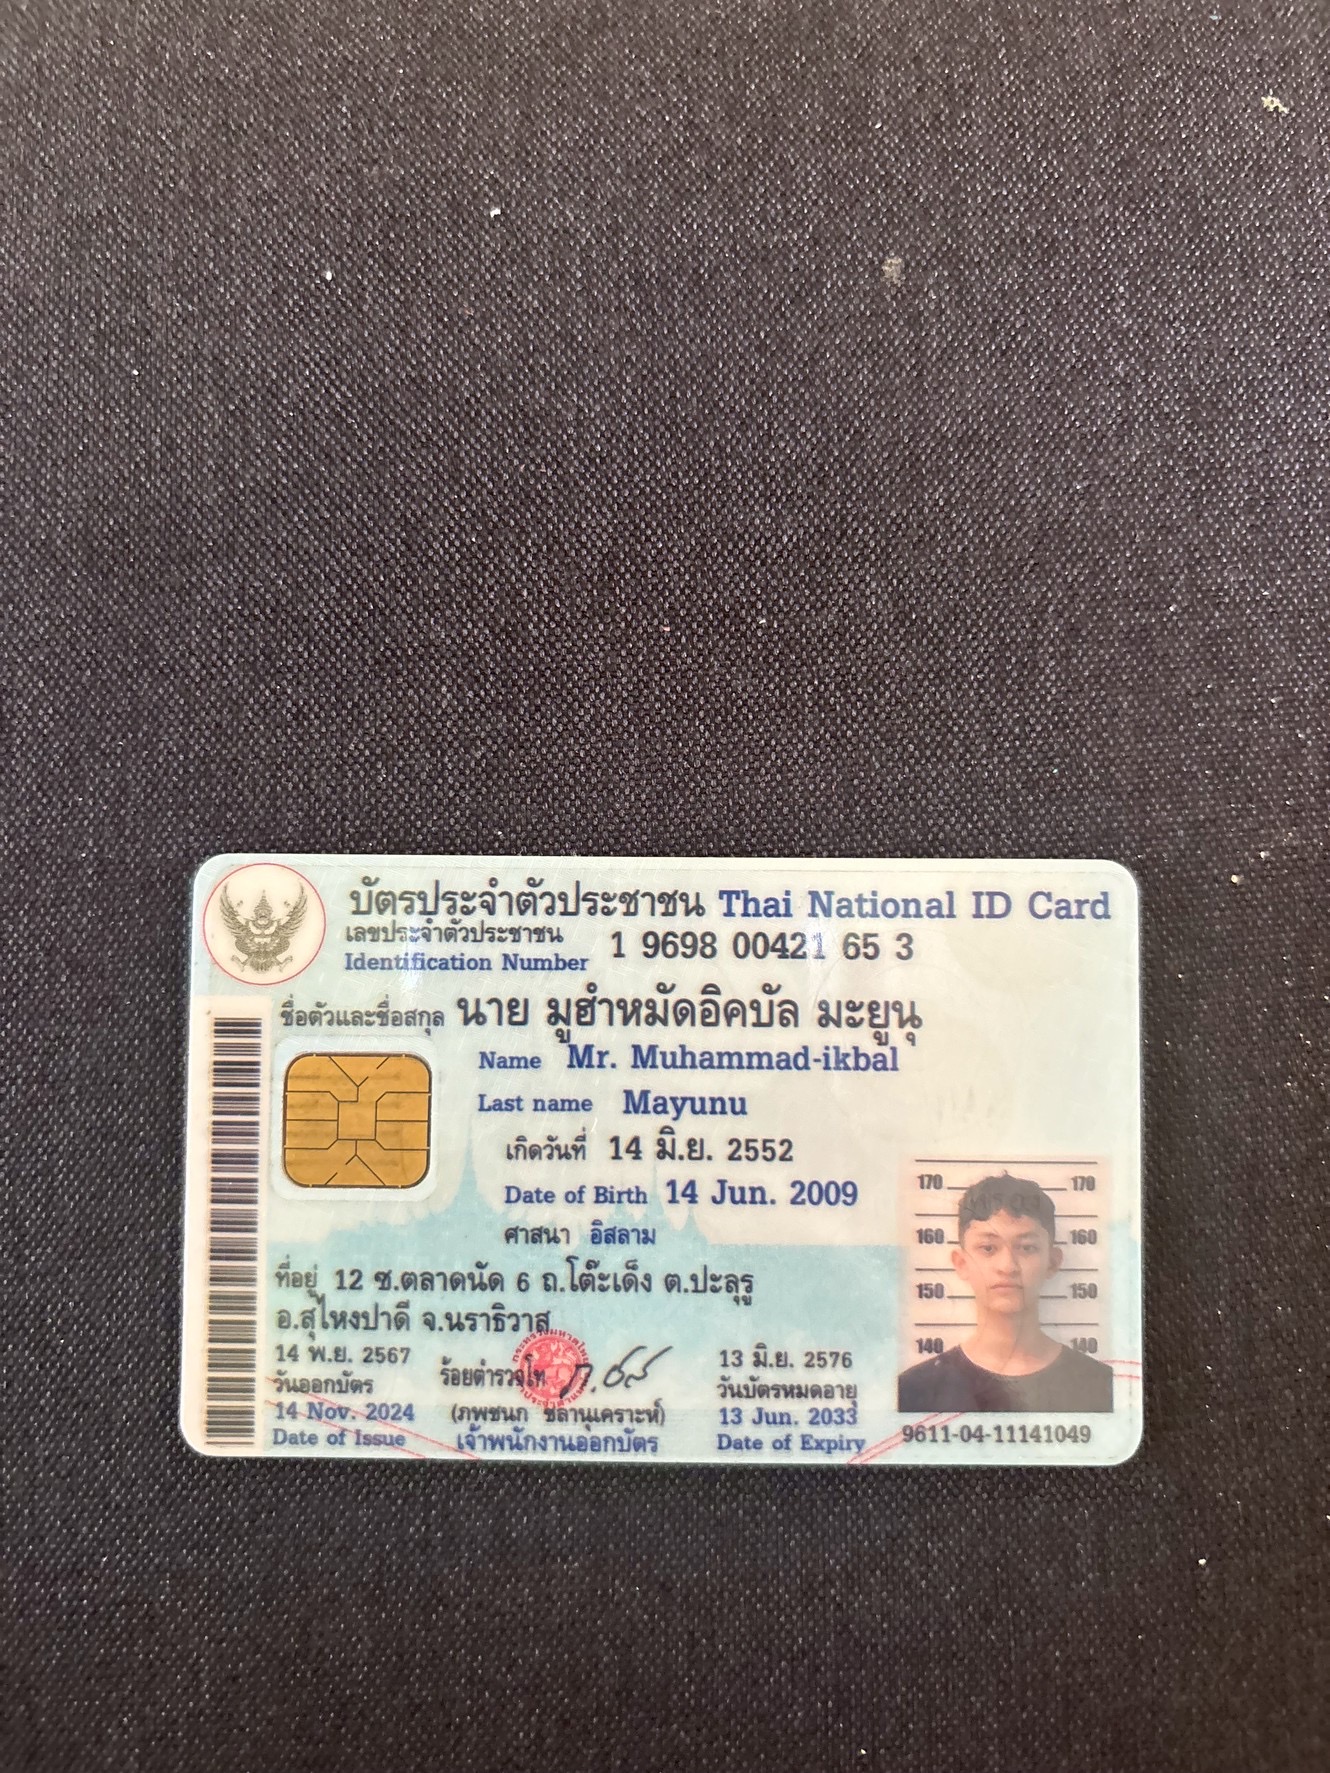 บัตรประจำตัวประชาชน Thai National ID Card
เลขประจำตัวประชาชน
Identification Number 1 9698 00421 65 3
ชื่อตัวและชื่อสกุล นาย มูฮำหมัดอิคบัล มะยูนุ
Name Mr. Muhammad-ikbal
Last name Mayunu
เกิดวันที่ 14 มิ.ย. 2552
Date of Birth 14 Jun. 2009
ศาสนา อิสลาม
ที่อยู่ 12 ซ.ตลาดนัด 6 ถ.โต๊ะเด็ง ต.ปะลุรู
อ.สุไหงปาดี จ.นราธิวาส
14 พ.ย. 2567
วันออกบัตร
14 Nov. 2024
Date of Issue
ร้อยตำรวจโท
(ภพชนก ชลานุเคราะห์)
เจ้าพนักงานออกบัตร
13 มิ.ย. 2576
วันบัตรหมดอายุ
13 Jun. 2033
Date of Expiry
170 170
160 160
150 150
140 140
9611-04-11141049